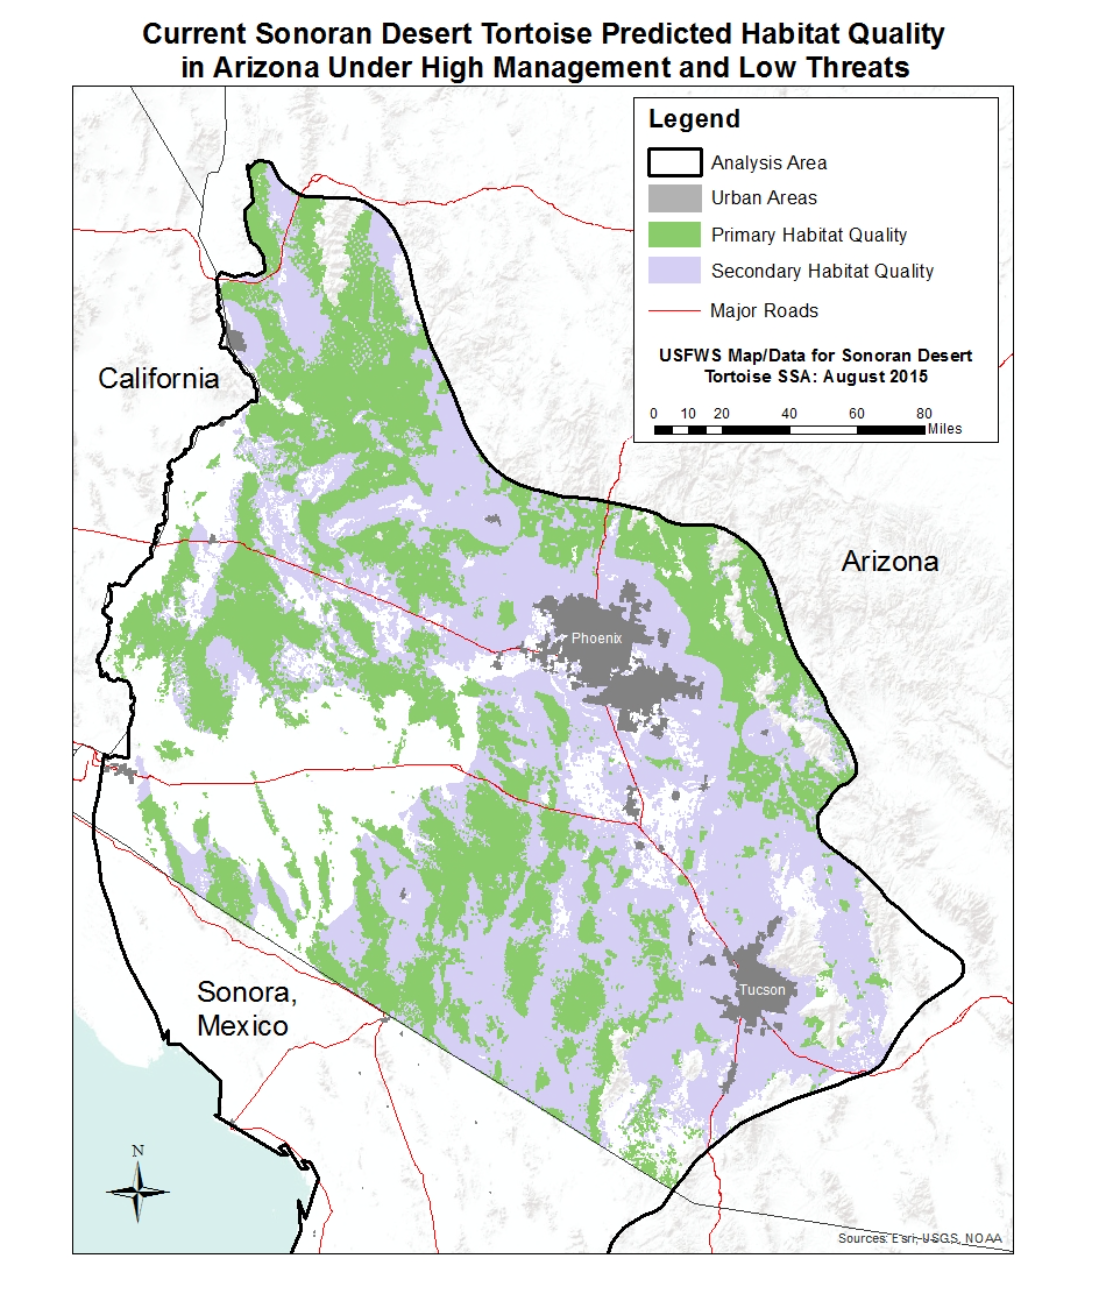 Current Sonoran Desert Tortoise Predicted Habitat Quality
in Arizona Under High Management and Low Threats
Legend
Analysis Area
Urban Areas
Primary Habitat Quality
Secondary Habitat Quality
Major Roads
USFWS Map/Data for Sonoran Desert
Tortoise SSA: August 2015
0 10 20 40 60 80
Miles
California
Arizona
Phoenix
Tucson
Sonora,
Mexico
N
Sources: Esri, USGS, NOAA